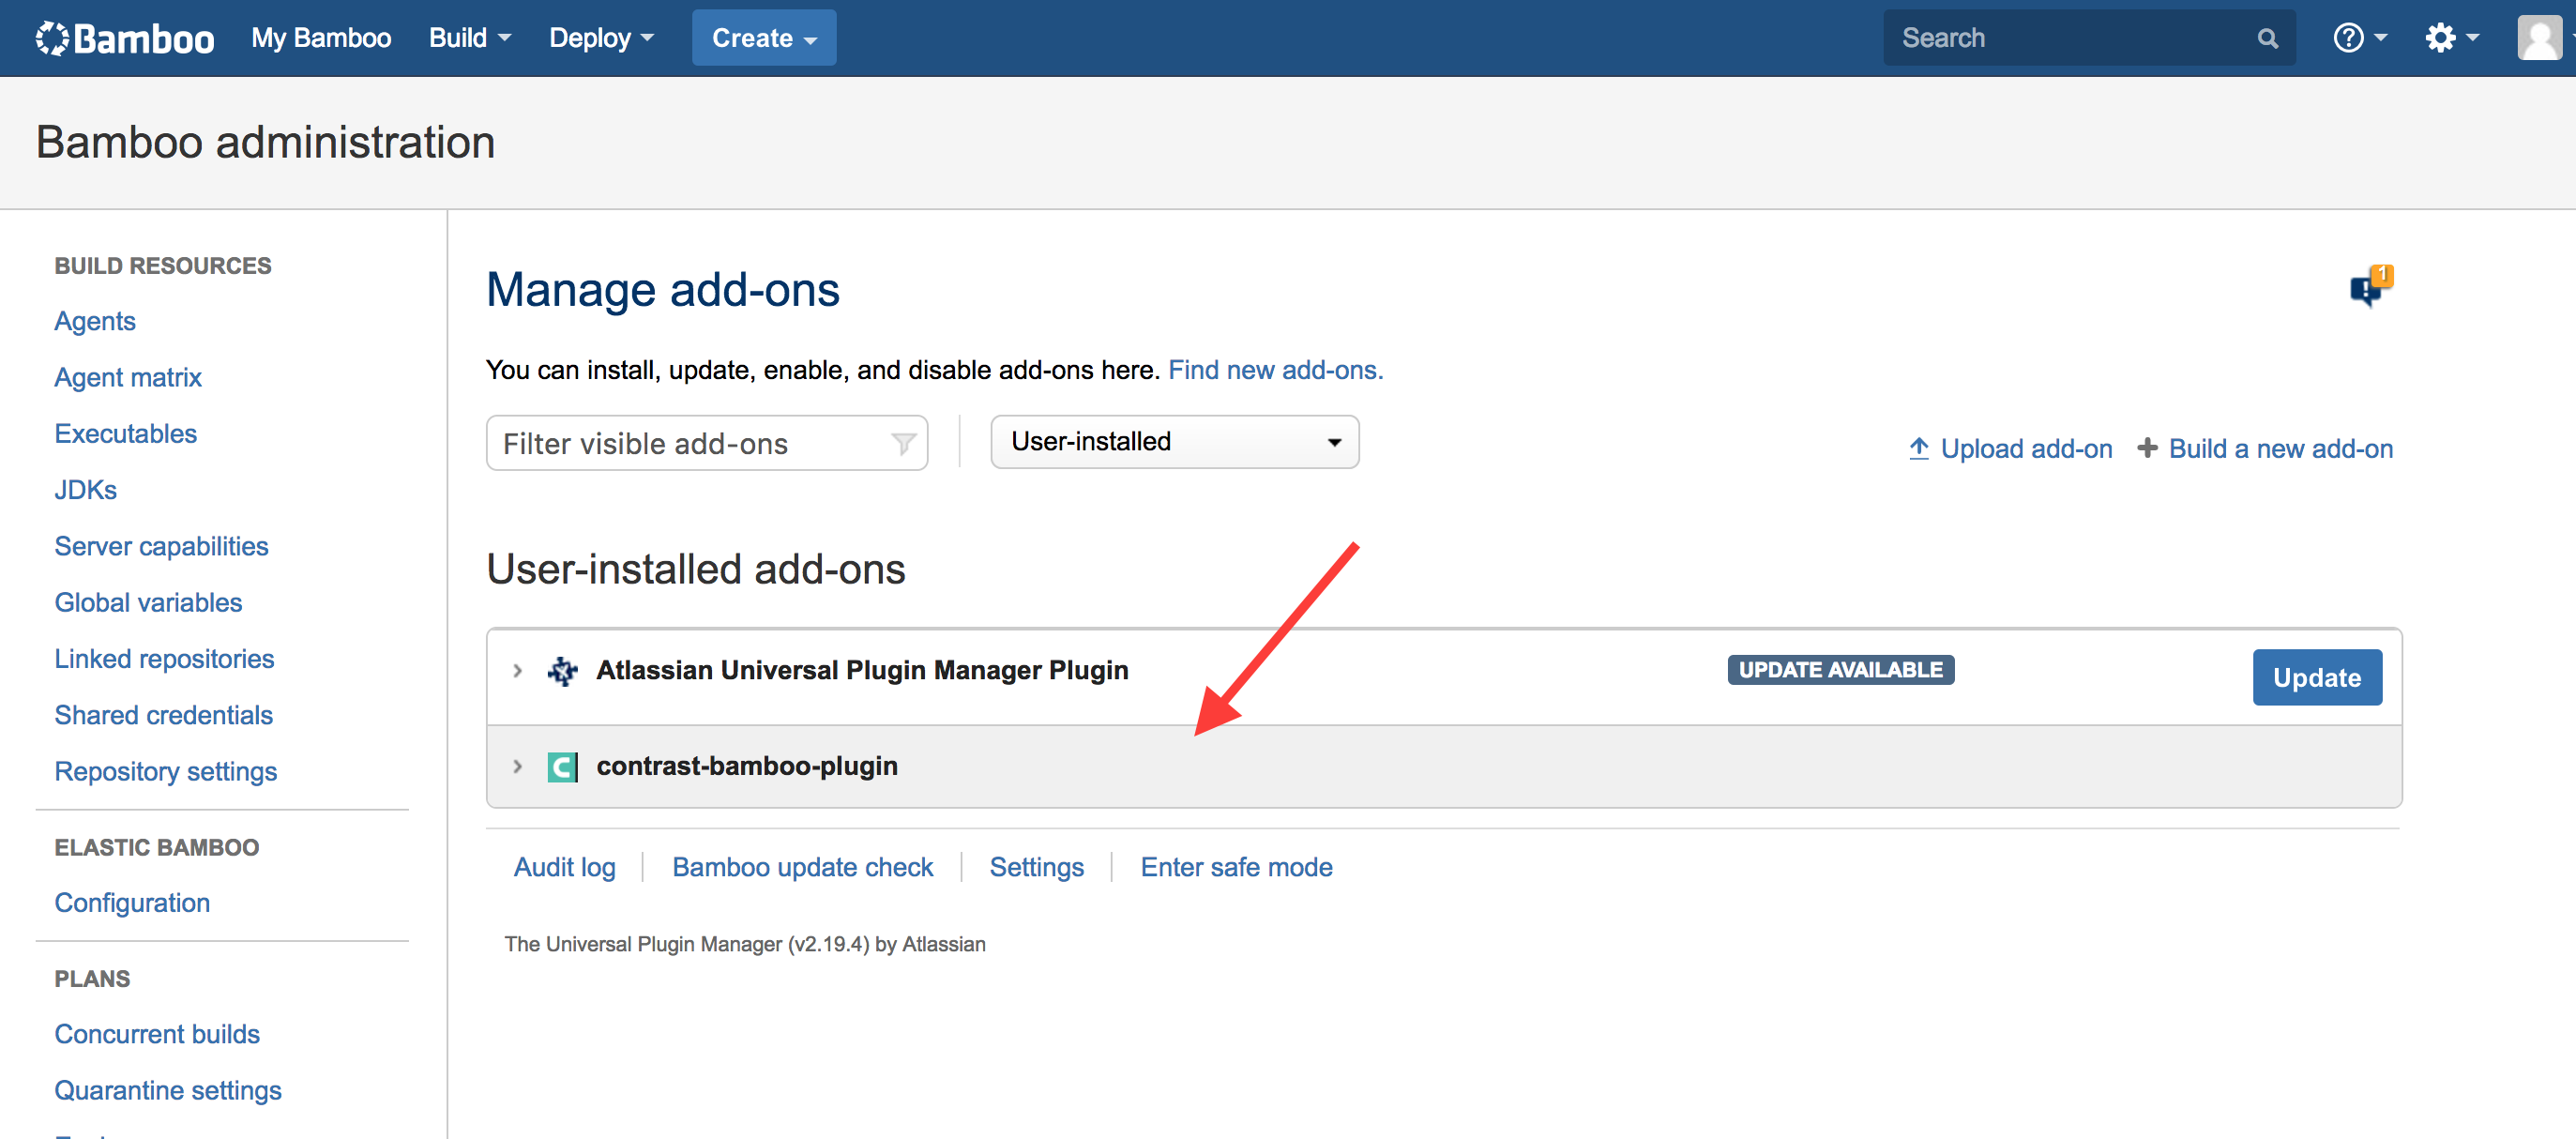 Bamboo My Bamboo Build Deploy Create Search
Bamboo administration
BUILD RESOURCES
Agents
Agent matrix
Executables
JDKs
Server capabilities
Global variables
Linked repositories
Shared credentials
Repository settings
ELASTIC BAMBOO
Configuration
PLANS
Concurrent builds
Quarantine settings
Manage add-ons
1
You can install, update, enable, and disable add-ons here. Find new add-ons.
Filter visible add-ons User-installed Upload add-on Build a new add-on
User-installed add-ons
Atlassian Universal Plugin Manager Plugin UPDATE AVAILABLE Update
contrast-bamboo-plugin
Audit log Bamboo update check Settings Enter safe mode
The Universal Plugin Manager (v2.19.4) by Atlassian